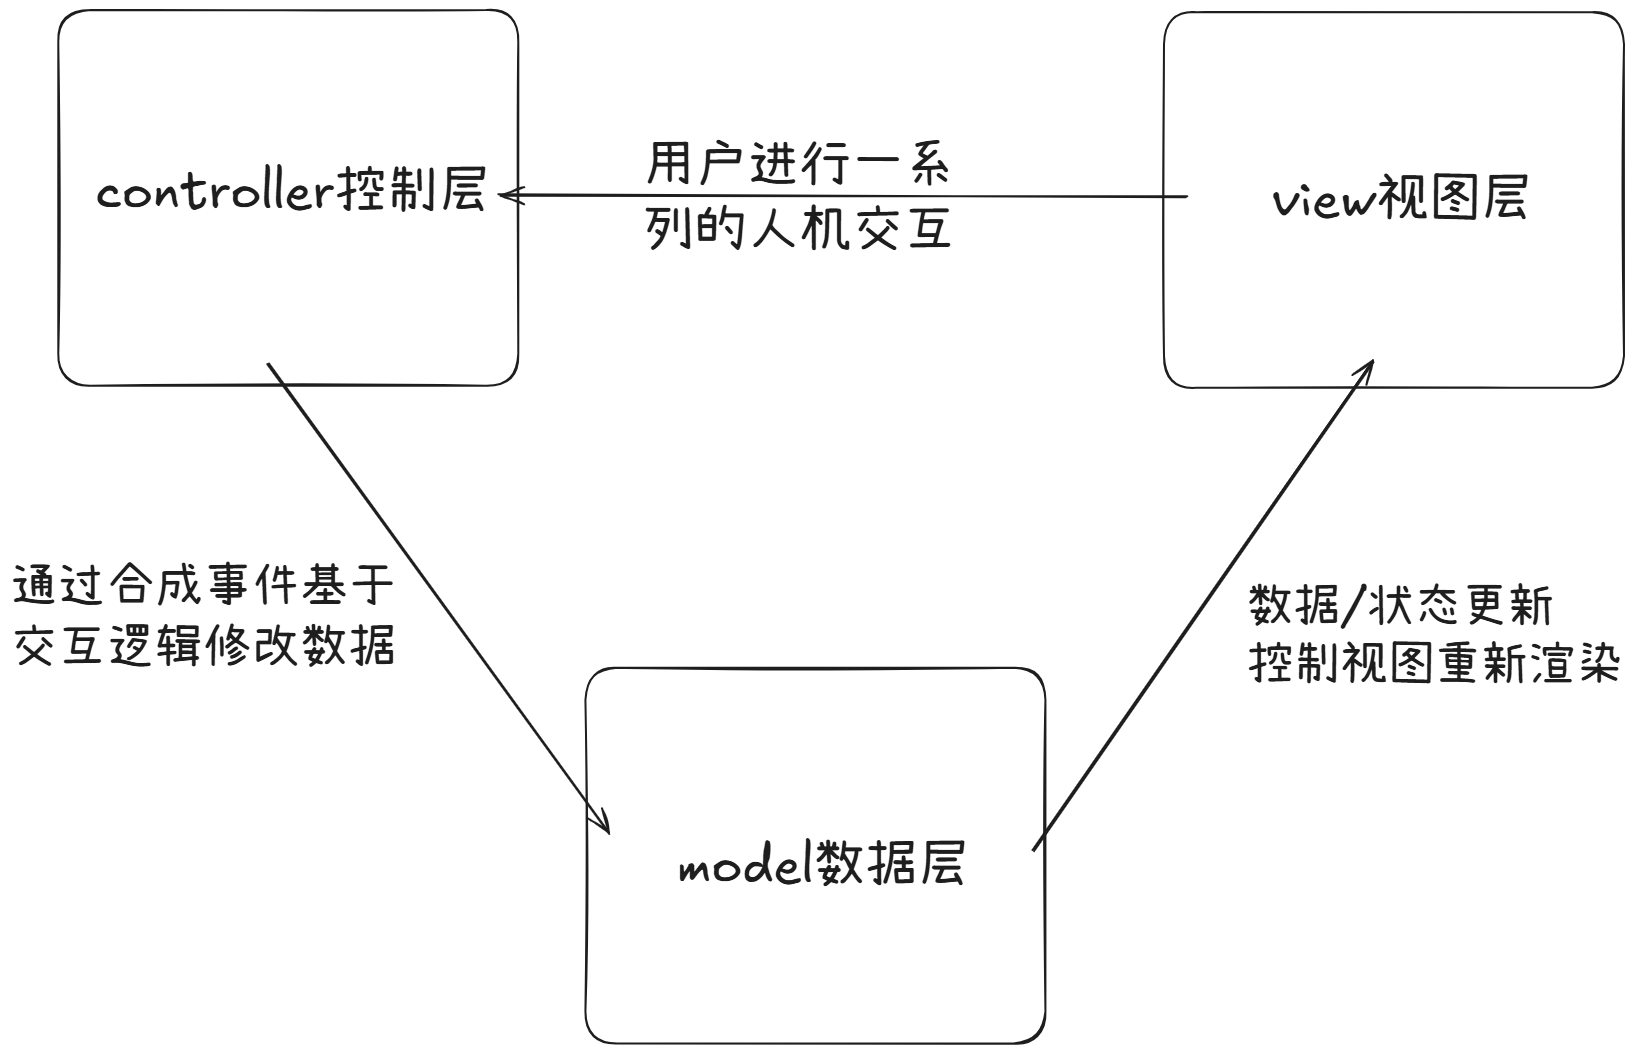 用户进行一系
列的人机交互
controller控制层
view视图层
通过合成事件基于
交互逻辑修改数据
数据/状态更新
控制视图重新渲染
model数据层